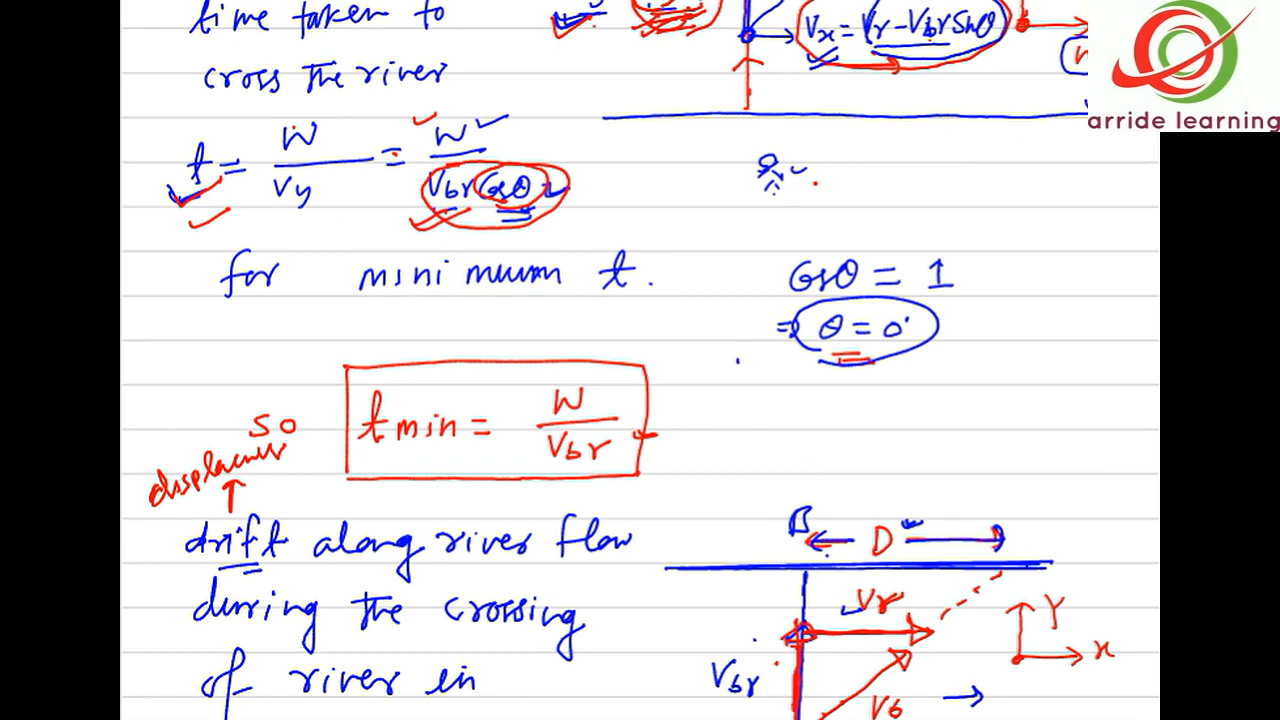 time taken to
cross the river
Vx = (Vr - Vbr Sinθ)
arride learning
t = W/Vy = W/Vbr Cosθ
for minimum t. Cosθ = 1
⇒ θ = 0°
so tmin = W/Vbr
displacement
drift along river flow
during the crossing
of river in
B D
Vr
Y
x
Vbr
Vb